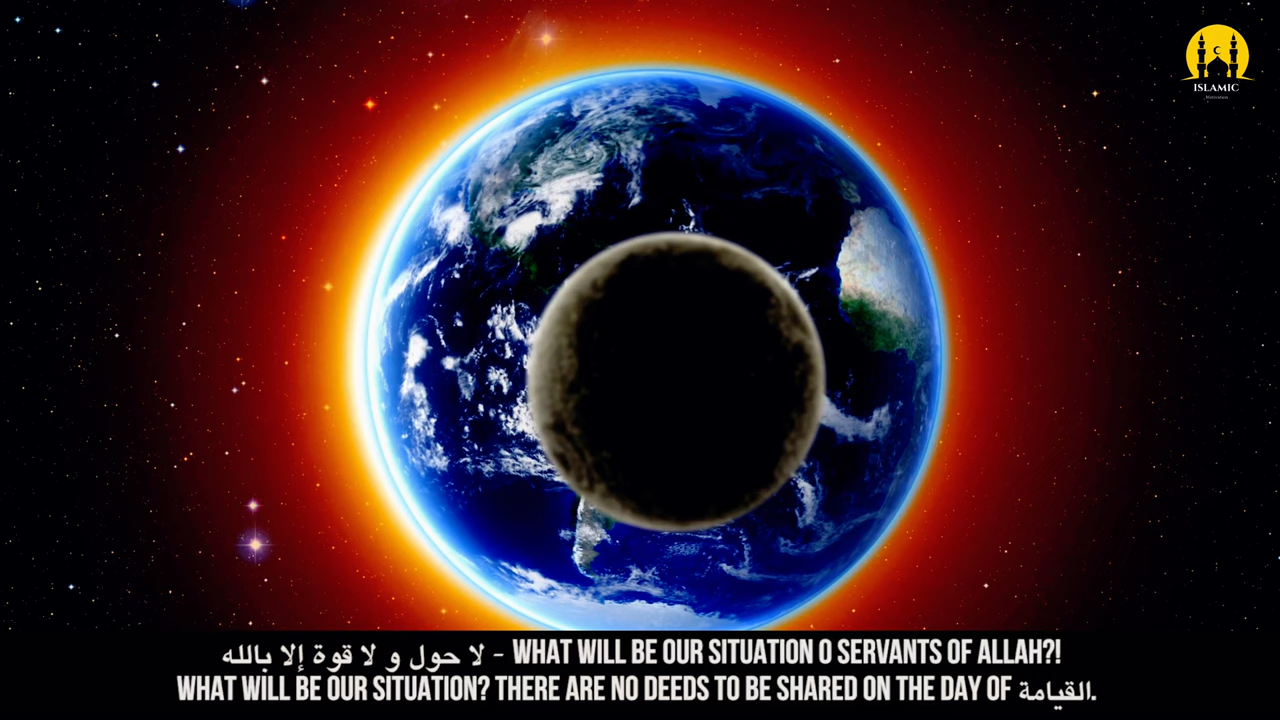 ISLAMIC
Motivation
لا حول و لا قوة إلا بالله - WHAT WILL BE OUR SITUATION O SERVANTS OF ALLAH?!
WHAT WILL BE OUR SITUATION? THERE ARE NO DEEDS TO BE SHARED ON THE DAY OF القيامة.